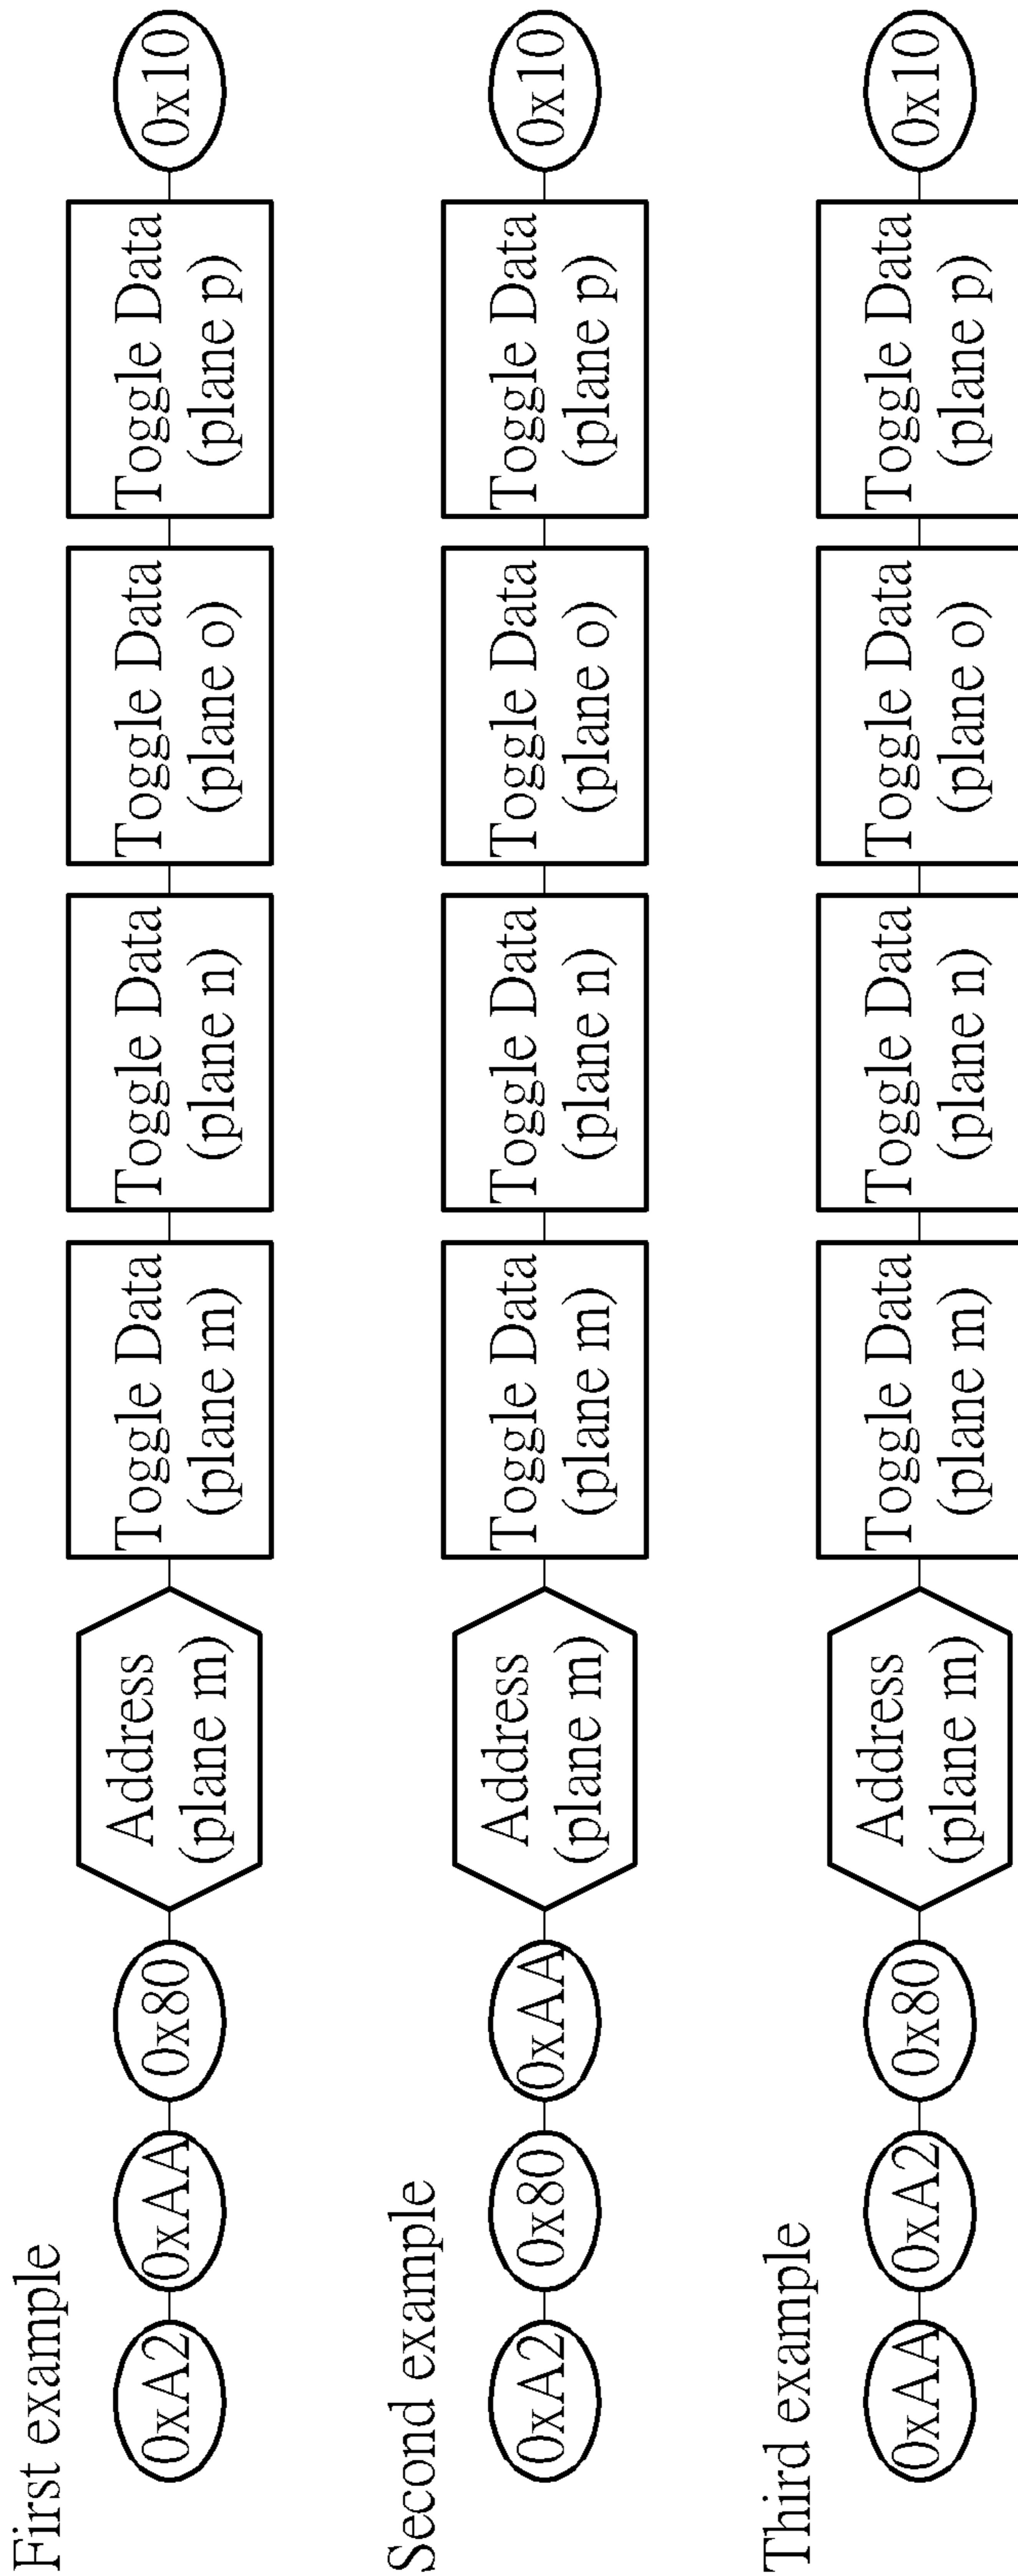 First example
0xA2
0xAA
0x80
Address
(plane m)
Toggle Data
(plane m)
Toggle Data
(plane n)
Toggle Data
(plane o)
Toggle Data
(plane p)
0x10
Second example
0xA2
0x80
0xAA
Address
(plane m)
Toggle Data
(plane m)
Toggle Data
(plane n)
Toggle Data
(plane o)
Toggle Data
(plane p)
0x10
Third example
0xAA
0xA2
0x80
Address
(plane m)
Toggle Data
(plane m)
Toggle Data
(plane n)
Toggle Data
(plane o)
Toggle Data
(plane p)
0x10